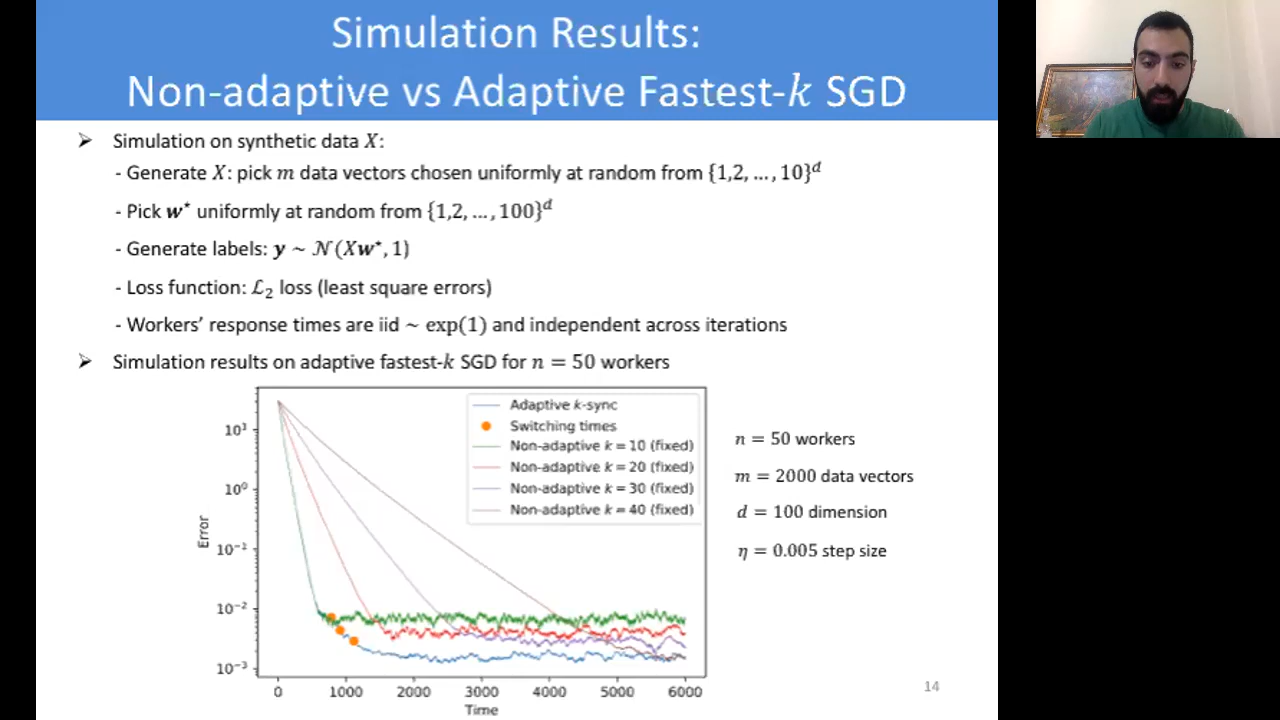 Simulation Results:
Non-adaptive vs Adaptive Fastest-k SGD
➢ Simulation on synthetic data X:
- Generate X: pick m data vectors chosen uniformly at random from {1,2, ..., 10}^d
- Pick w* uniformly at random from {1,2, ..., 100}^d
- Generate labels: y ~ 𝒩(Xw*, 1)
- Loss function: ℒ₂ loss (least square errors)
- Workers' response times are iid ~ exp(1) and independent across iterations
➢ Simulation results on adaptive fastest-k SGD for n = 50 workers
Adaptive k-sync
Switching times
Non-adaptive k = 10 (fixed)
Non-adaptive k = 20 (fixed)
Non-adaptive k = 30 (fixed)
Non-adaptive k = 40 (fixed)
Error
10¹
10⁰
10⁻¹
10⁻²
10⁻³
0 1000 2000 3000 4000 5000 6000
Time
n = 50 workers
m = 2000 data vectors
d = 100 dimension
η = 0.005 step size
14